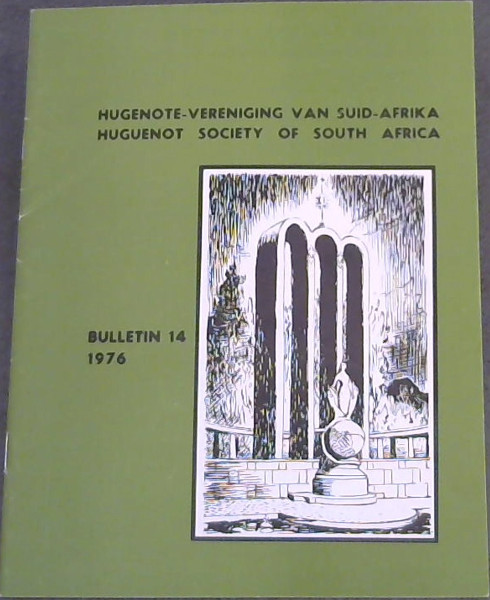 HUGENOTE-VERENIGING VAN SUID-AFRIKA
HUGUENOT SOCIETY OF SOUTH AFRICA
BULLETIN 14
1976